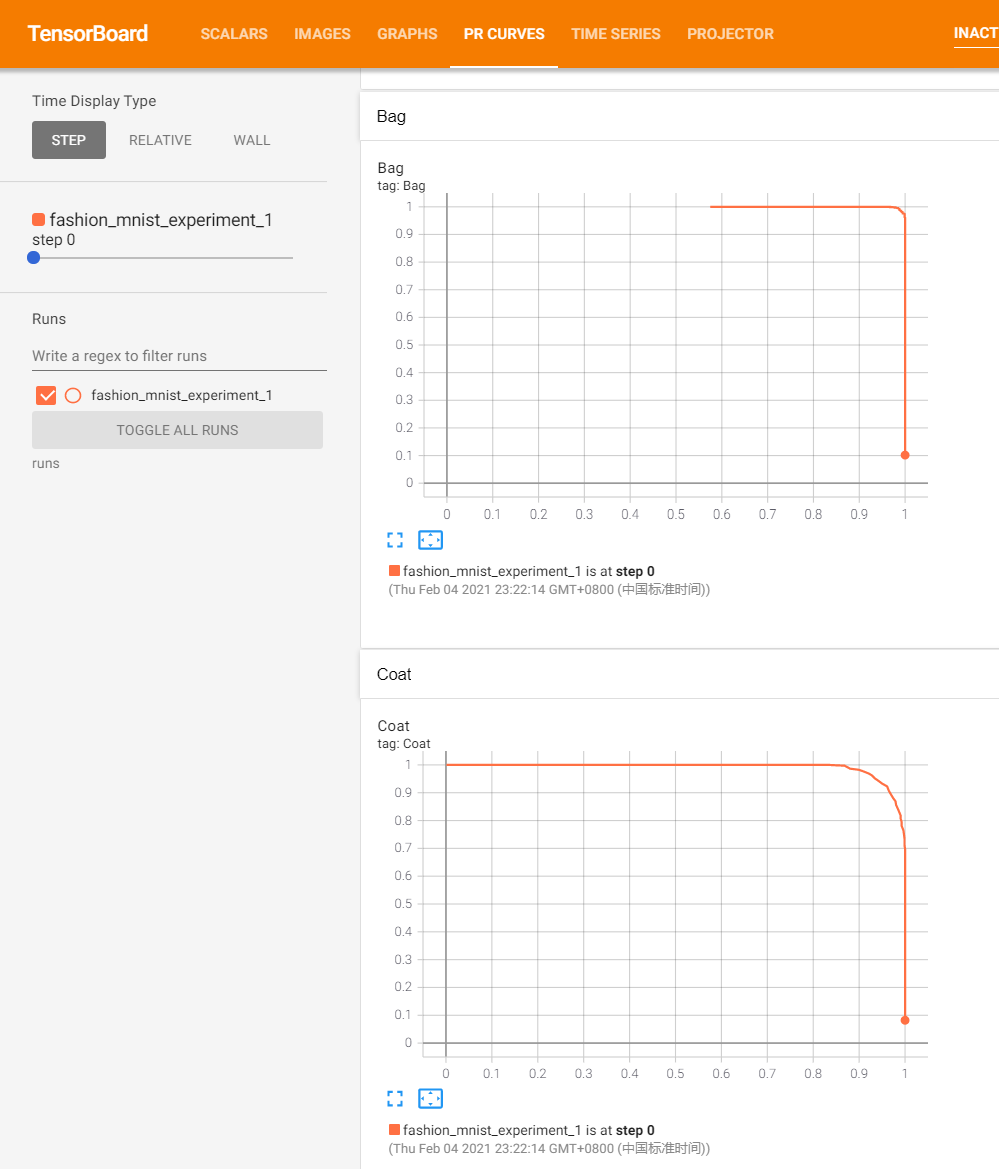 TensorBoard
SCALARS IMAGES GRAPHS PR CURVES TIME SERIES PROJECTOR INACT
Time Display Type
STEP RELATIVE WALL
fashion_mnist_experiment_1
step 0
Runs
Write a regex to filter runs
fashion_mnist_experiment_1
TOGGLE ALL RUNS
runs
Bag
Bag
tag: Bag
1
0.9
0.8
0.7
0.6
0.5
0.4
0.3
0.2
0.1
0
0 0.1 0.2 0.3 0.4 0.5 0.6 0.7 0.8 0.9 1
fashion_mnist_experiment_1 is at step 0
(Thu Feb 04 2021 23:22:14 GMT+0800 (中国标准时间))
Coat
Coat
tag: Coat
1
0.9
0.8
0.7
0.6
0.5
0.4
0.3
0.2
0.1
0
0 0.1 0.2 0.3 0.4 0.5 0.6 0.7 0.8 0.9 1
fashion_mnist_experiment_1 is at step 0
(Thu Feb 04 2021 23:22:14 GMT+0800 (中国标准时间))